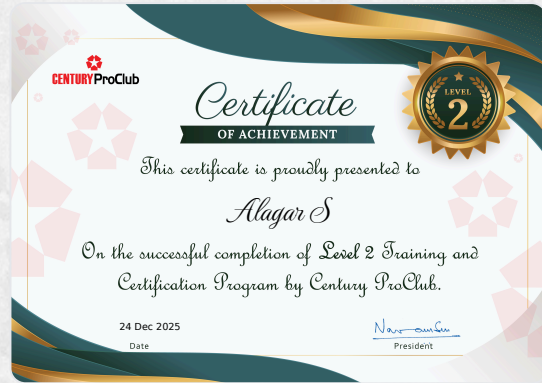 CENTURY ProClub
LEVEL
2
Certificate
OF ACHIEVEMENT
This certificate is proudly presented to
Alagar S
On the successful completion of Level 2 Training and
Certification Program by Century ProClub.
24 Dec 2025
Date
President